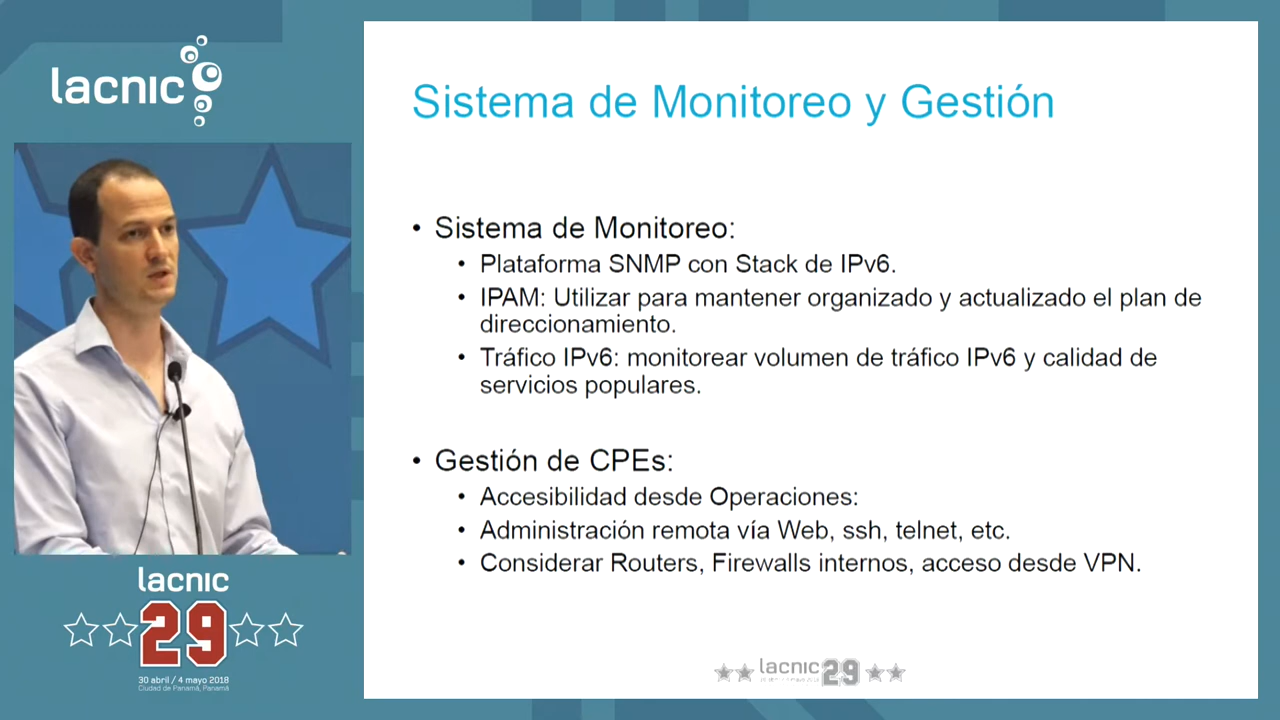 lacnic
Sistema de Monitoreo y Gestión
• Sistema de Monitoreo:
• Plataforma SNMP con Stack de IPv6.
• IPAM: Utilizar para mantener organizado y actualizado el plan de
direccionamiento.
• Tráfico IPv6: monitorear volumen de tráfico IPv6 y calidad de
servicios populares.
• Gestión de CPEs:
• Accesibilidad desde Operaciones:
• Administración remota vía Web, ssh, telnet, etc.
• Considerar Routers, Firewalls internos, acceso desde VPN.
lacnic
29
30 abril / 4 mayo 2018
Ciudad de Panamá, Panamá
lacnic 29